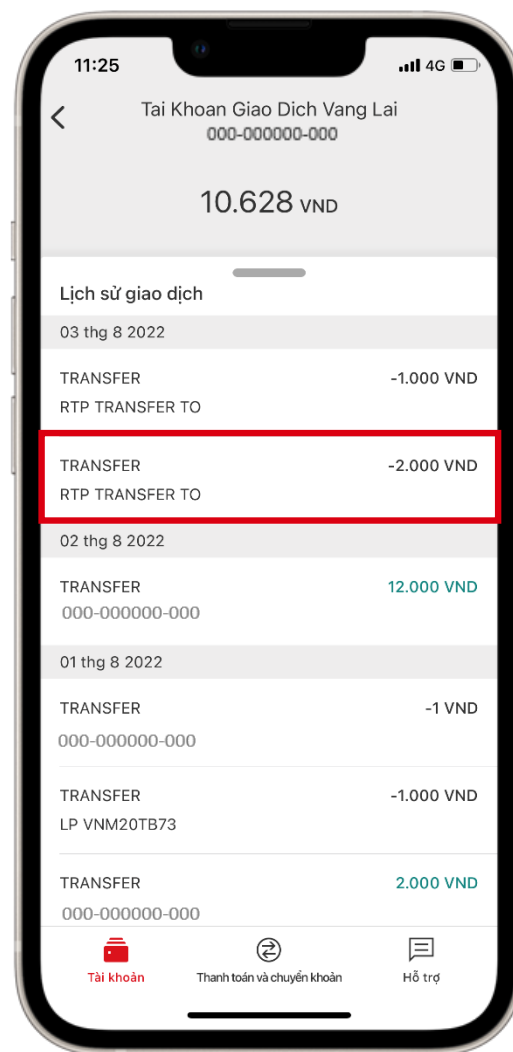 11:25
4G
Tai Khoan Giao Dich Vang Lai
000-000000-000
10.628 VND
Lịch sử giao dịch
03 thg 8 2022
TRANSFER -1.000 VND
RTP TRANSFER TO
TRANSFER -2.000 VND
RTP TRANSFER TO
02 thg 8 2022
TRANSFER 12.000 VND
000-000000-000
01 thg 8 2022
TRANSFER -1 VND
000-000000-000
TRANSFER -1.000 VND
LP VNM20TB73
TRANSFER 2.000 VND
000-000000-000
Tài khoản Thanh toán và chuyển khoản Hỗ trợ